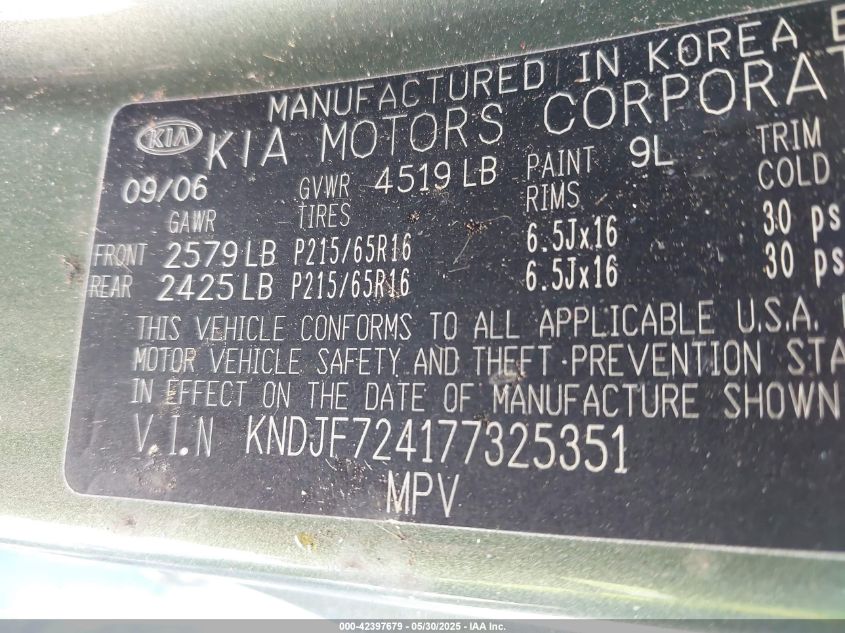 MANUFACTURED IN KOREA
KIA KIA MOTORS
09/06 GVWR 4519 LB PAINT 9L TRIM
GAWR TIRES RIMS COLD
FRONT 2579 LB P215/65R16 6.5Jx16 30
REAR 2425 LB P215/65R16 6.5Jx16 30
THIS VEHICLE CONFORMS TO ALL APPLICABLE U.S.A.
MOTOR VEHICLE SAFETY AND THEFT PREVENTION
IN EFFECT ON THE DATE OF MANUFACTURE SHOWN
V.I.N KNDJF724177325351
MPV
000-42397679 - 05/30/2025 - IAA Inc.